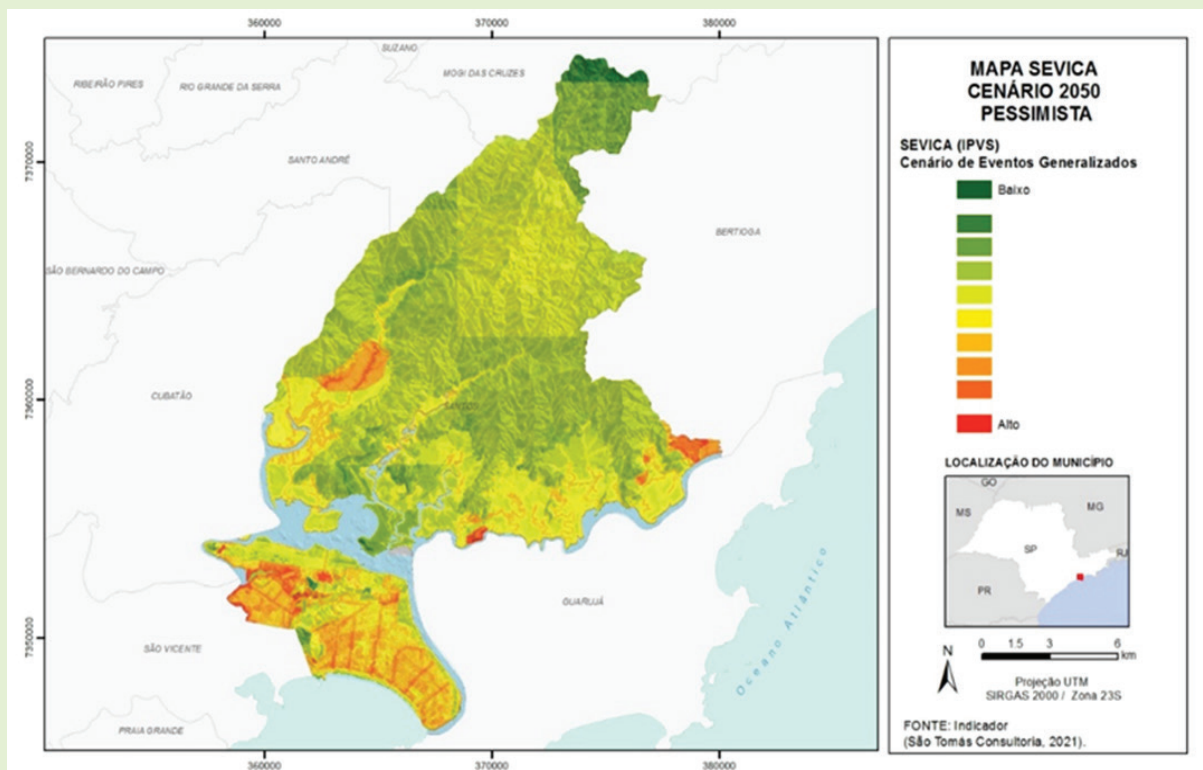 360000
370000
380000
SUZANO
MOGI DAS CRUZES
RIBEIRÃO PIRES
RIO GRANDE DA SERRA
SANTO ANDRÉ
7370000
7370000
BERTIOGA
SÃO BERNARDO DO CAMPO
CUBATÃO
7360000
7360000
SANTOS
GUARUJÁ
Oceano Atlântico
SÃO VICENTE
7350000
7350000
PRAIA GRANDE
360000
370000
380000
MAPA SEVICA
CENÁRIO 2050
PESSIMISTA
SEVICA (IPVS)
Cenário de Eventos Generalizados
Baixo
Alto
LOCALIZAÇÃO DO MUNICÍPIO
GO
MS
MG
SP
RJ
PR
0 1.5 3 6
km
N
Projeção UTM
SIRGAS 2000 / Zona 23S
FONTE: Indicador
(São Tomás Consultoria, 2021).